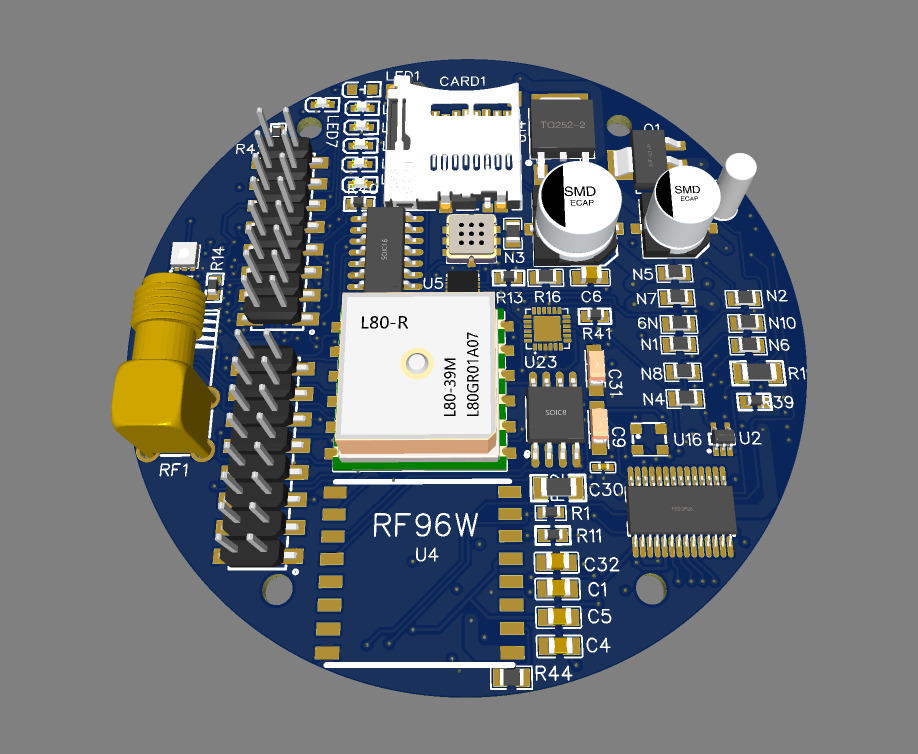 LED1
CARD1
LED7
TO252-2
Q1
SMD
ECAP
SMD
ECAP
SOIC16
N3
R14
U5
R13
R16
C6
N5
N7
N2
6N
N10
R41
N1
N6
L80-R
L80-39M
L80GR01A07
U23
C31
N8
N4
R39
SOIC8
C9
U16
U2
RF1
C30
R1
RF96W
U4
R11
C32
C1
C5
C4
R44